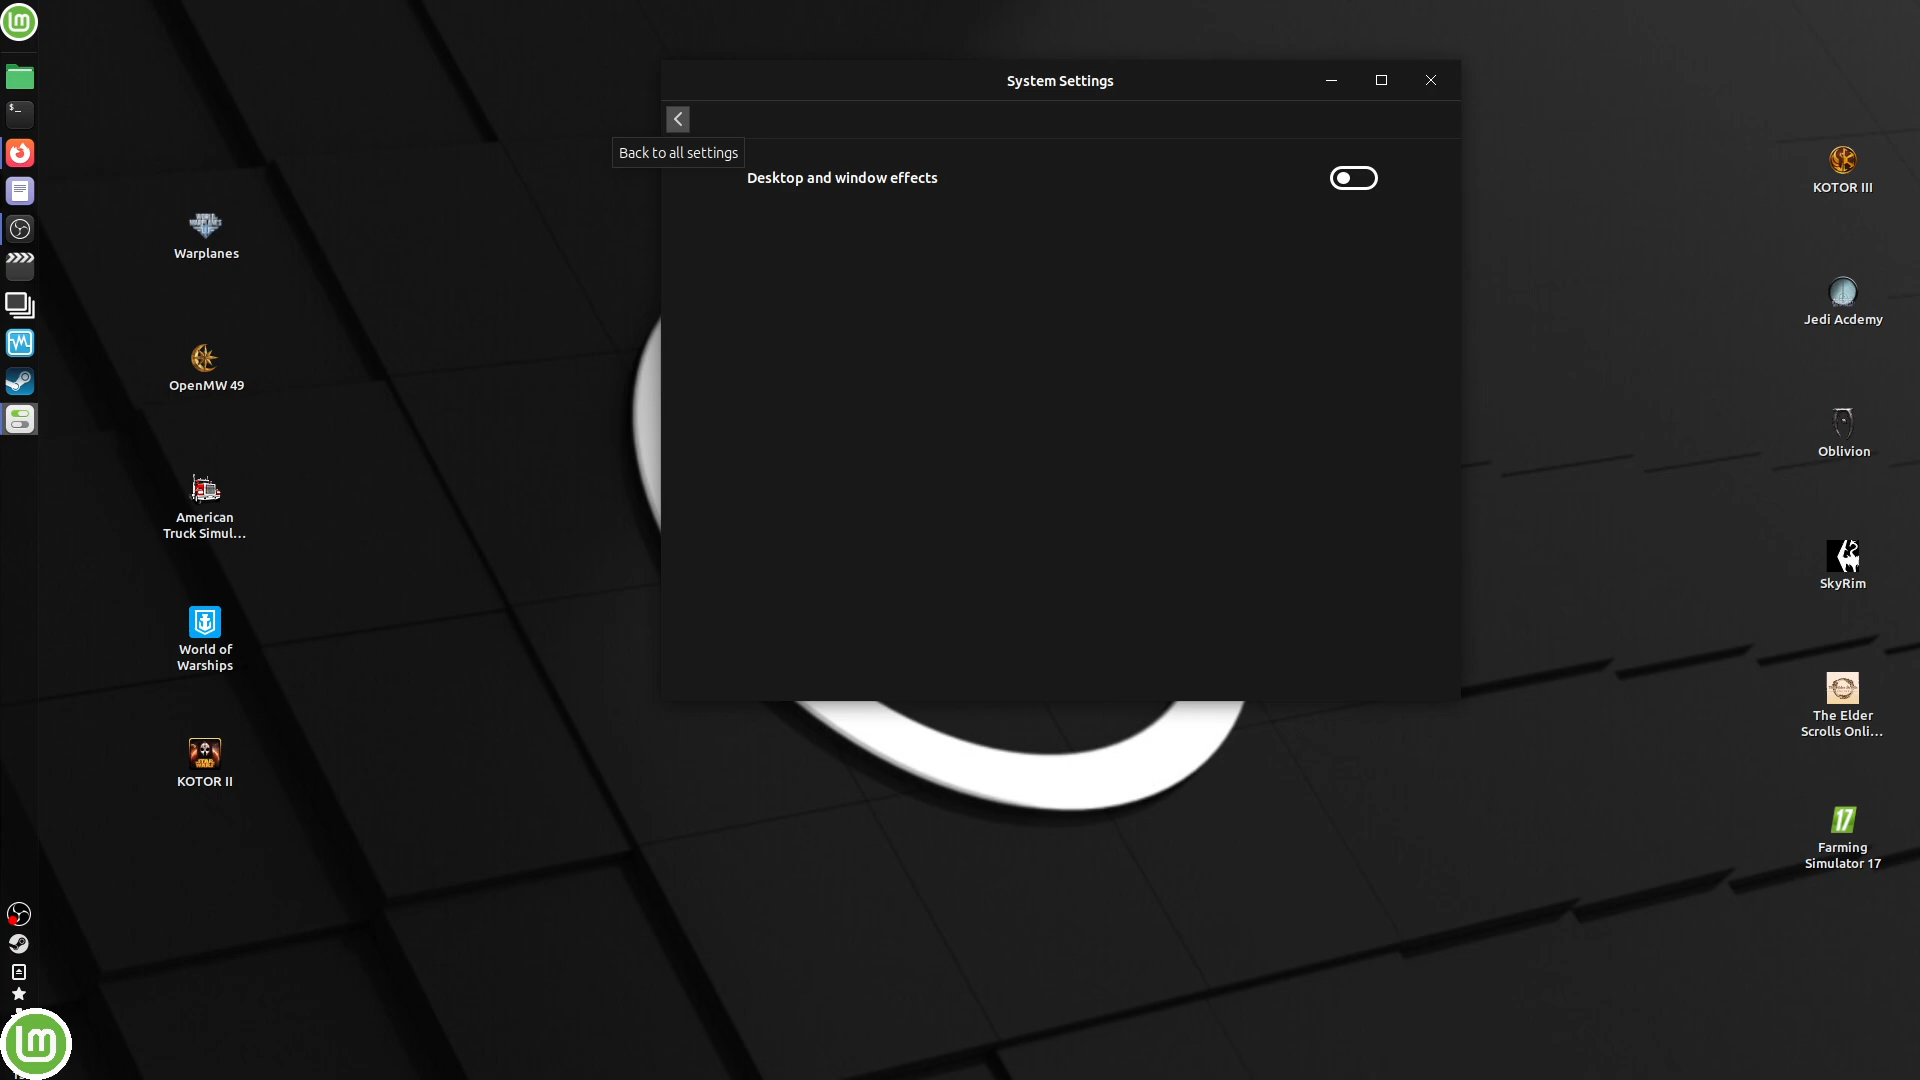 System Settings
Back to all settings
Desktop and window effects
Warplanes
OpenMW 49
American
Truck Simul...
World of
Warships
KOTOR II
KOTOR III
Jedi Acdemy
Oblivion
SkyRim
The Elder
Scrolls Onli...
17
Farming
Simulator 17